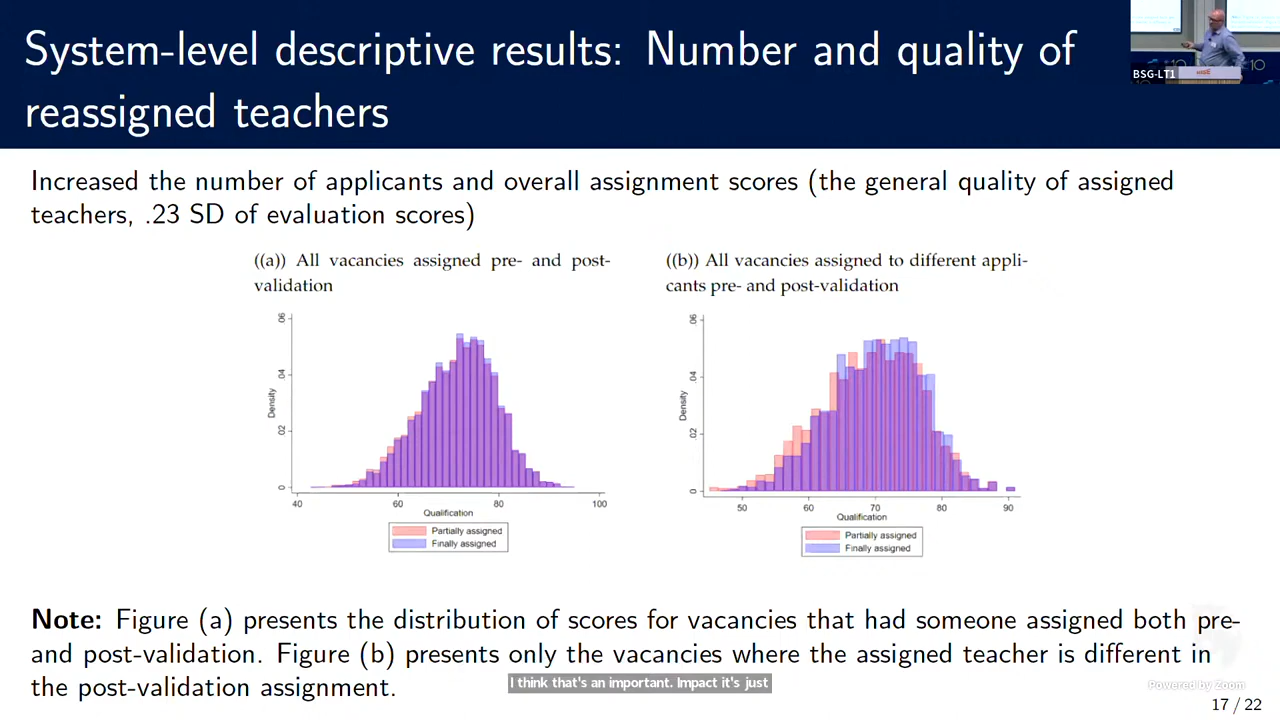 System-level descriptive results: Number and quality of
reassigned teachers
BSG-LT1
Increased the number of applicants and overall assignment scores (the general quality of assigned
teachers, .23 SD of evaluation scores)
((a)) All vacancies assigned pre- and post-
validation
((b)) All vacancies assigned to different appli-
cants pre- and post-validation
.06
.04
.02
0
Density
40 60 80 100
Qualification
Partially assigned
Finally assigned
.06
.04
.02
0
Density
50 60 70 80 90
Qualification
Partially assigned
Finally assigned
Note: Figure (a) presents the distribution of scores for vacancies that had someone assigned both pre-
and post-validation. Figure (b) presents only the vacancies where the assigned teacher is different in
the post-validation assignment.
I think that's an important. Impact it's just
Powered by Zoom
17 / 22